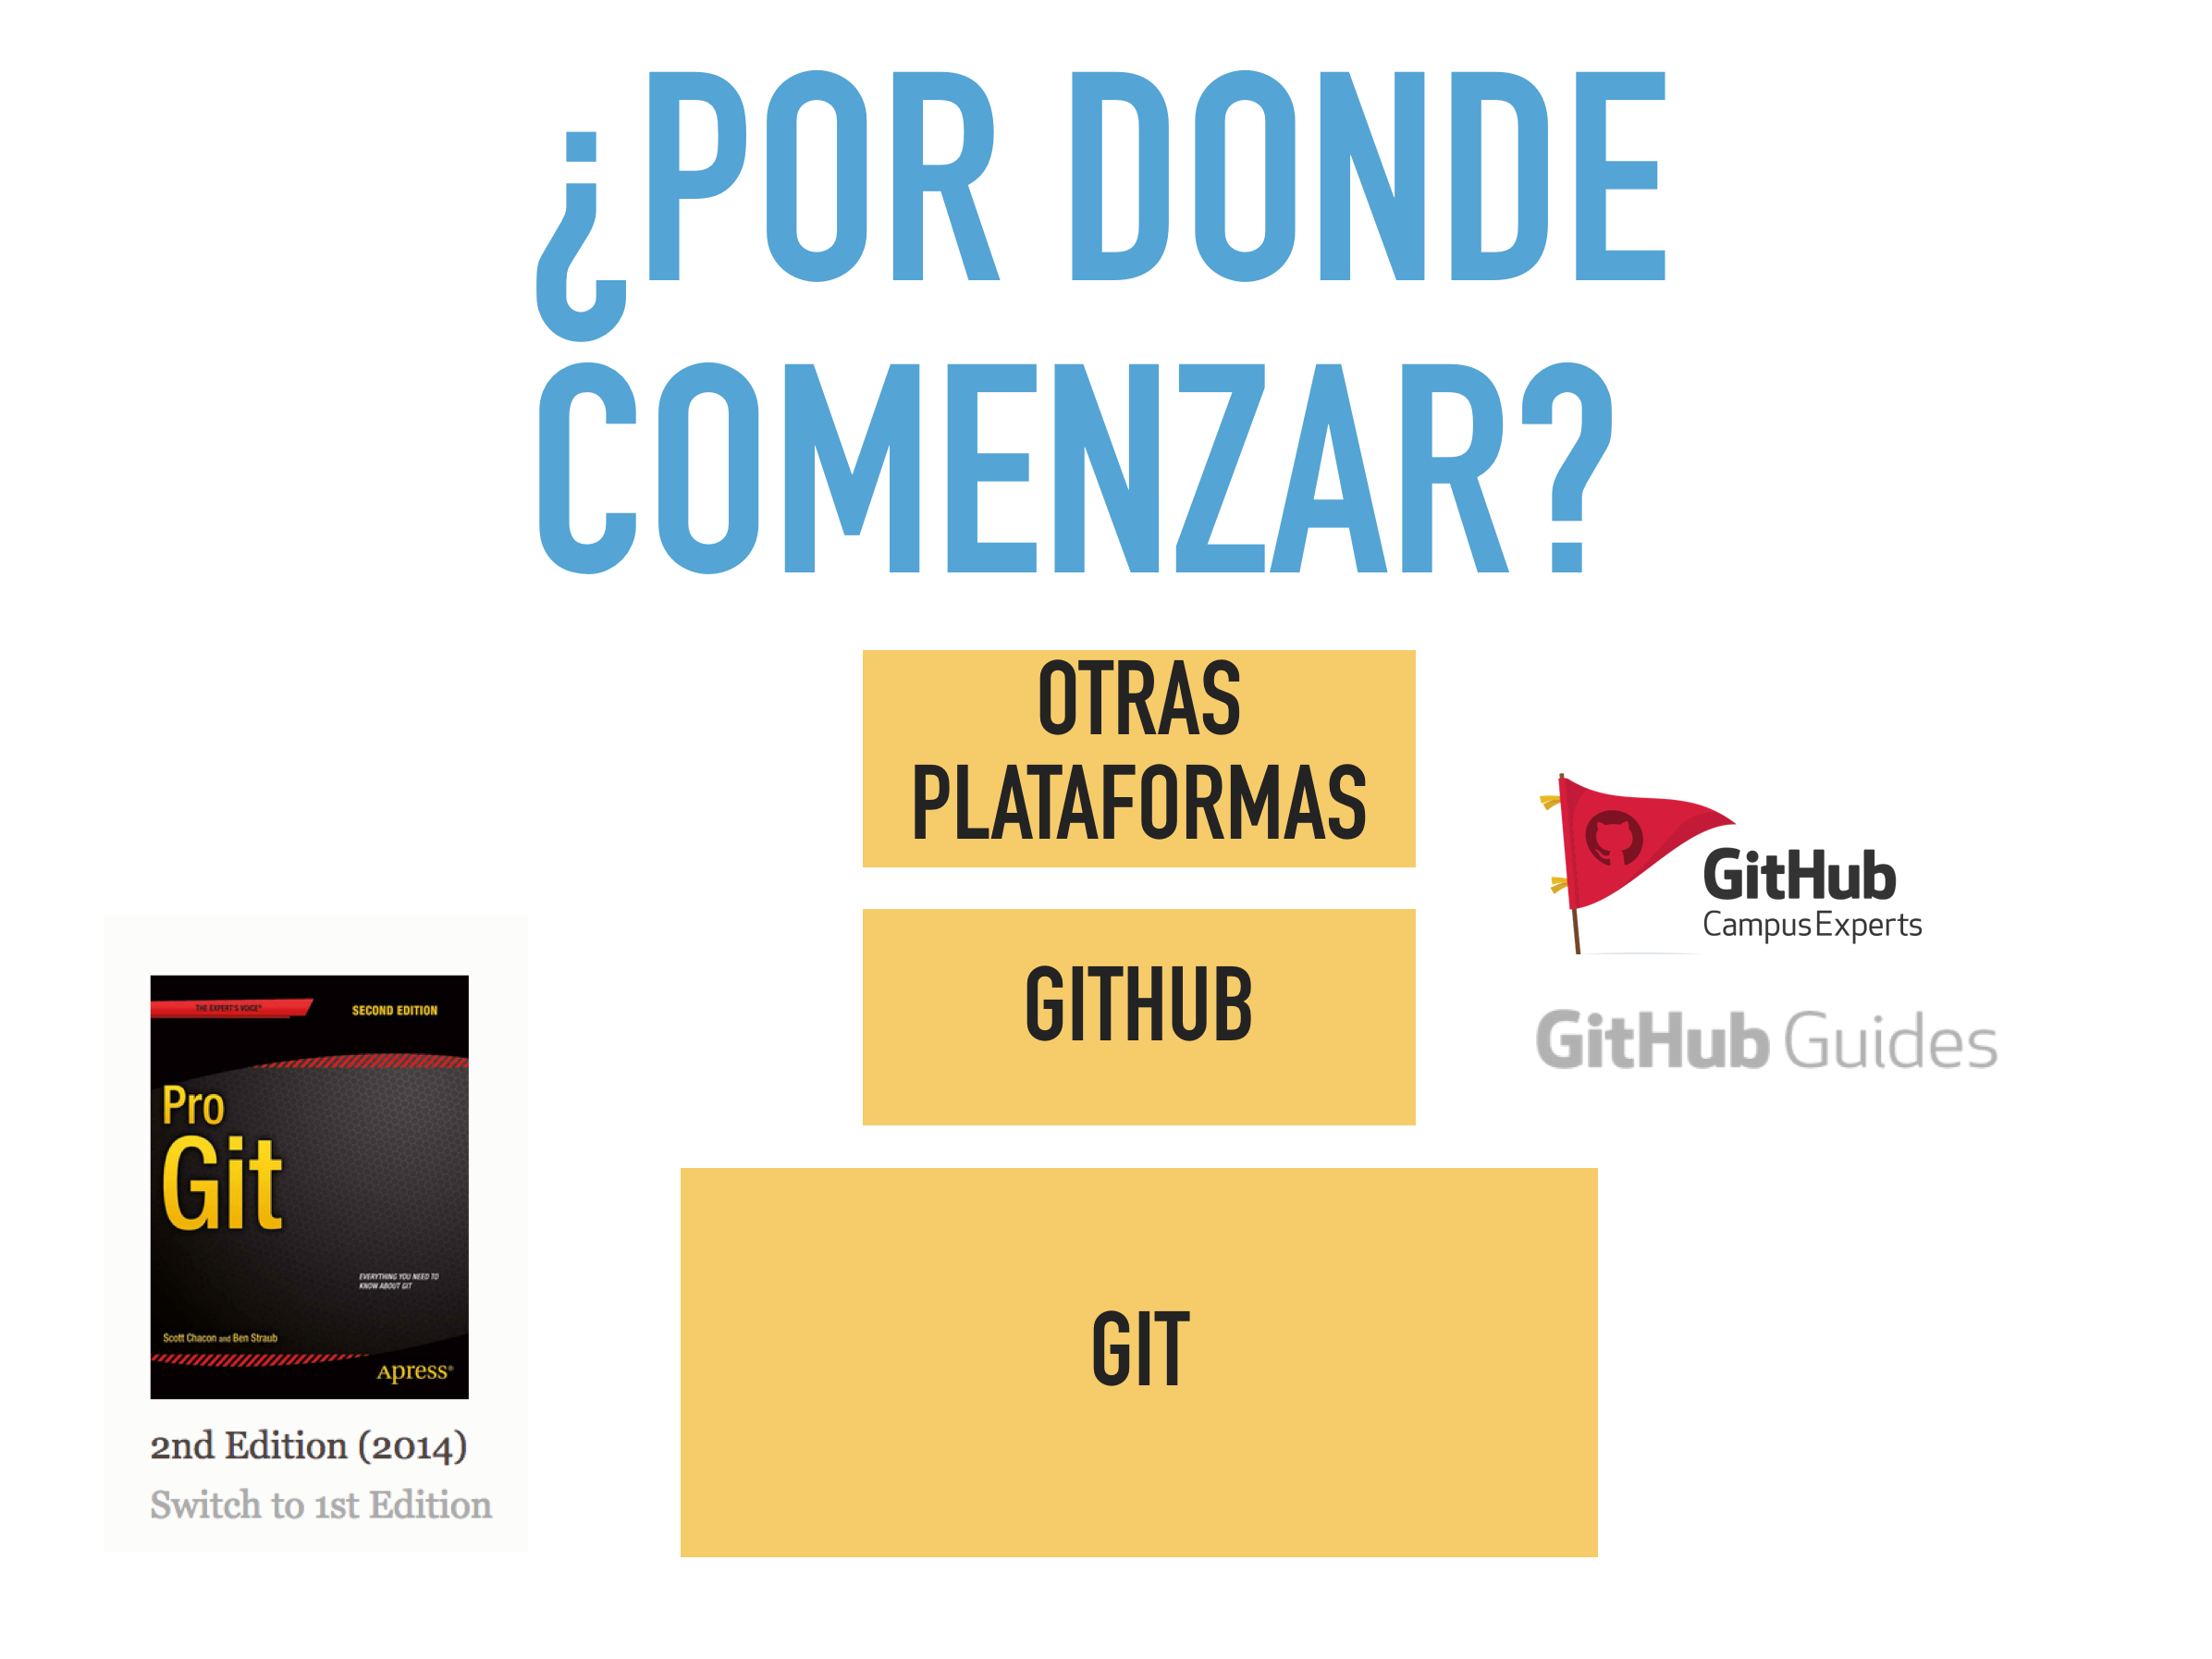 ¿POR DONDE
COMENZAR?
OTRAS
PLATAFORMAS
GITHUB
GIT
GitHub
Campus Experts
GitHub Guides
THE EXPERT'S VOICE®
SECOND EDITION
Pro
Git
EVERYTHING YOU NEED TO
KNOW ABOUT GIT
Scott Chacon and Ben Straub
Apress®
2nd Edition (2014)
Switch to 1st Edition